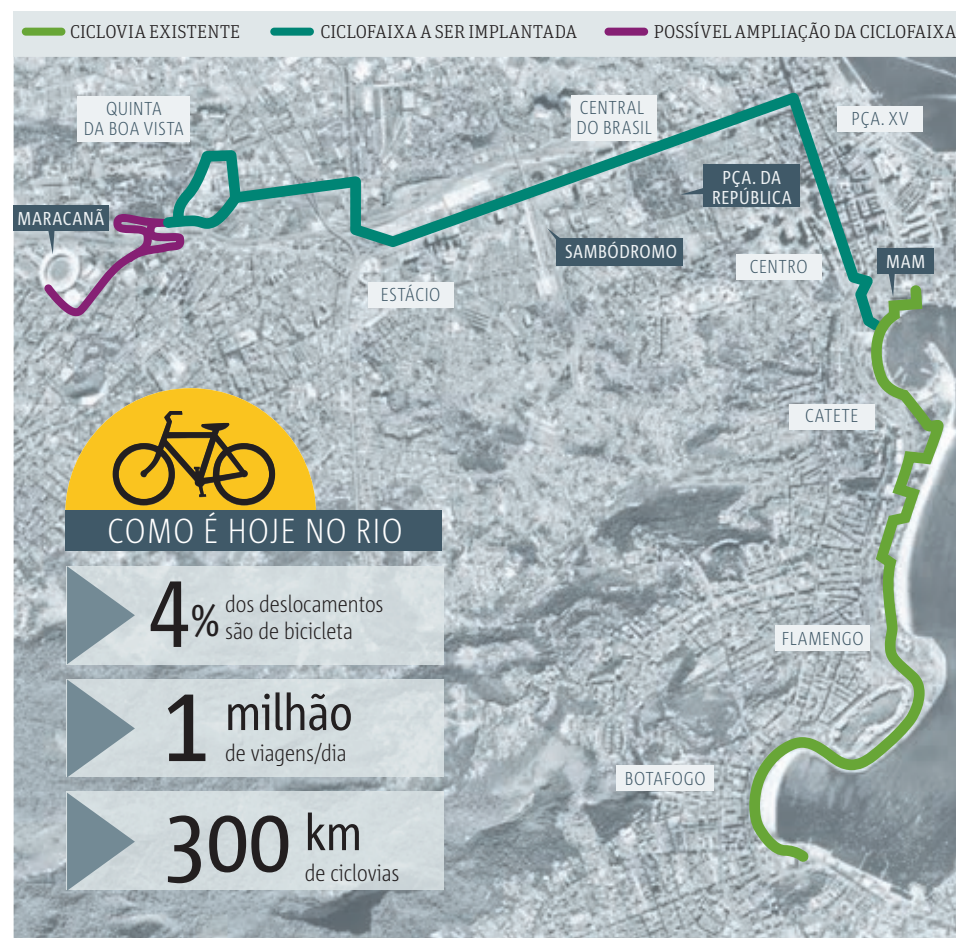 CICLOVIA EXISTENTE
CICLOFAIXA A SER IMPLANTADA
POSSÍVEL AMPLIAÇÃO DA CICLOFAIXA
QUINTA
DA BOA VISTA
CENTRAL
DO BRASIL
PÇA. XV
PÇA. DA
REPÚBLICA
MARACANÃ
SAMBÓDROMO
CENTRO
MAM
ESTÁCIO
CATETE
COMO É HOJE NO RIO
4% dos deslocamentos
são de bicicleta
FLAMENGO
1 milhão
de viagens/dia
BOTAFOGO
300 km
de ciclovias